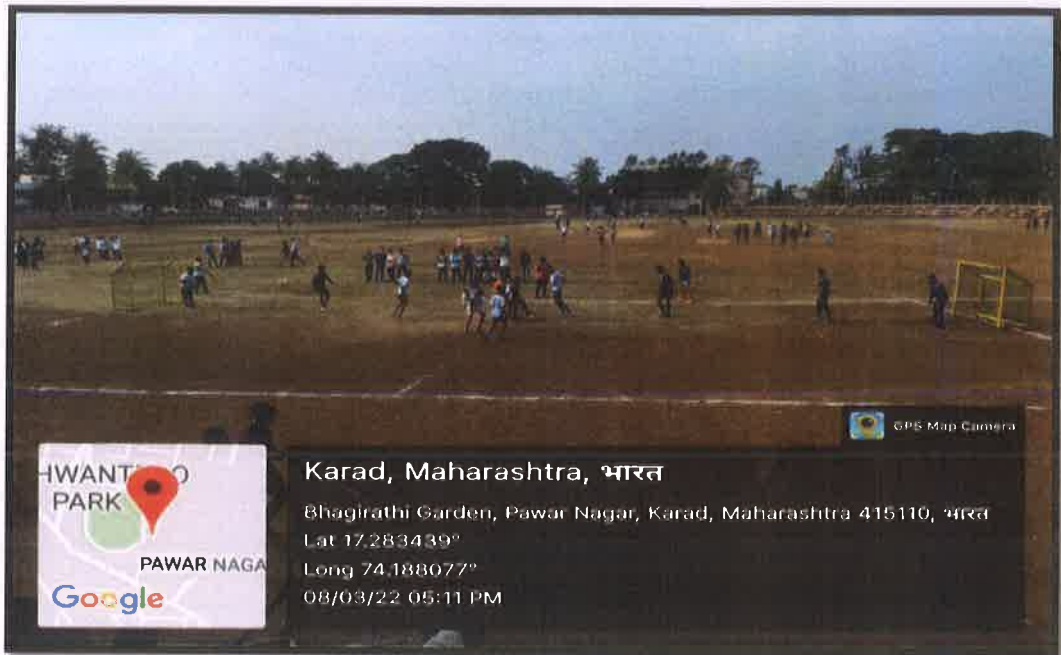 GPS Map Camera
HWANT O
PARK
PAWAR NAGA
Google
Karad, Maharashtra, भारत
Bhagirathi Garden, Pawar Nagar, Karad, Maharashtra 415110, भारत
Lat 17.283439°
Long 74.188077°
08/03/22 05:11 PM